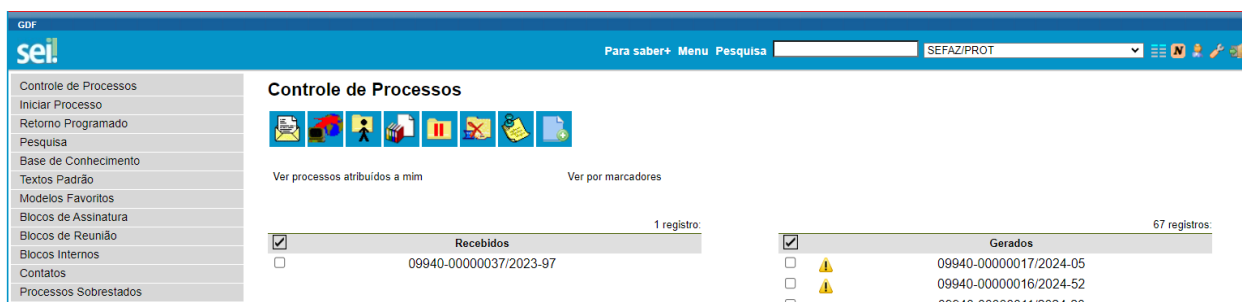 GDF
sei!
Para saber+ Menu Pesquisa SEFAZ/PROT
Controle de Processos
Iniciar Processo
Retorno Programado
Pesquisa
Base de Conhecimento
Textos Padrão
Modelos Favoritos
Blocos de Assinatura
Blocos de Reunião
Blocos Internos
Contatos
Processos Sobrestados
Controle de Processos
Ver processos atribuídos a mim Ver por marcadores
1 registro:
Recebidos
09940-00000037/2023-97
67 registros:
Gerados
09940-00000017/2024-05
09940-00000016/2024-52